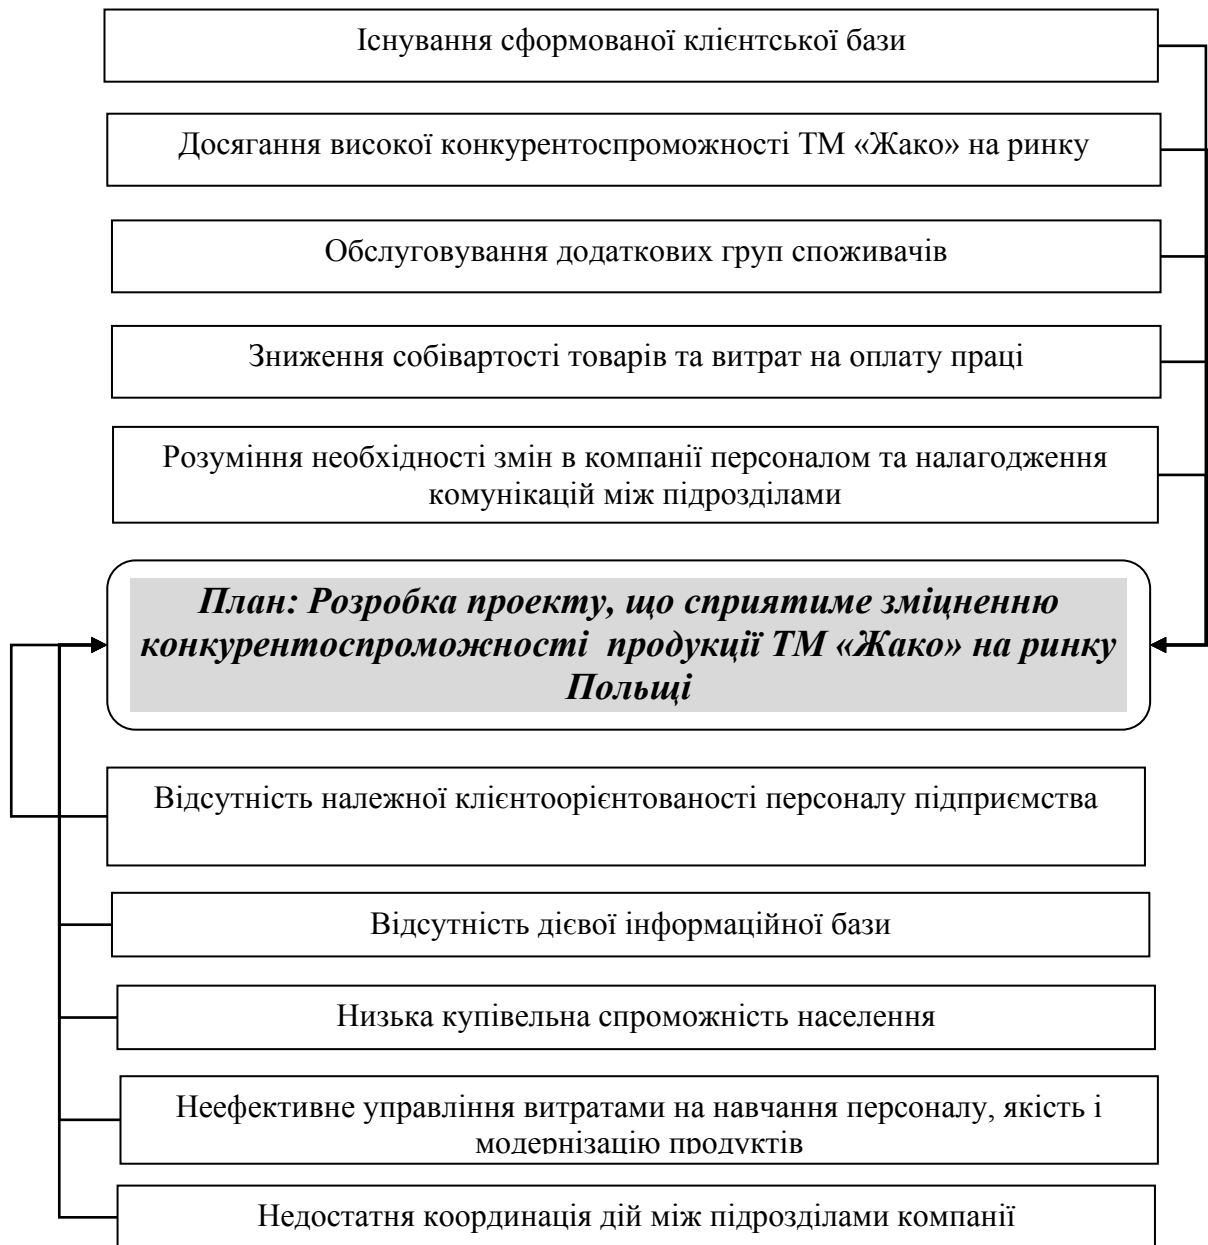 Існування сформованої клієнтської бази
Досягання високої конкурентоспроможності ТМ «Жако» на ринку
Обслуговування додаткових груп споживачів
Зниження собівартості товарів та витрат на оплату праці
Розуміння необхідності змін в компанії персоналом та налагодження
комунікацій між підрозділами
План: Розробка проекту, що сприятиме зміцненню
конкурентоспроможності продукції ТМ «Жако» на ринку
Польщі
Відсутність належної клієнтоорієнтованості персоналу підприємства
Відсутність дієвої інформаційної бази
Низька купівельна спроможність населення
Неефективне управління витратами на навчання персоналу, якість і
модернізацію продуктів
Недостатня координація дій між підрозділами компанії